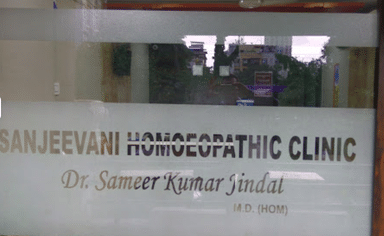 SANJEEVANI HOMOEOPATHIC CLINIC
Dr. Sameer Kumar Jindal
M.D. (HOM)